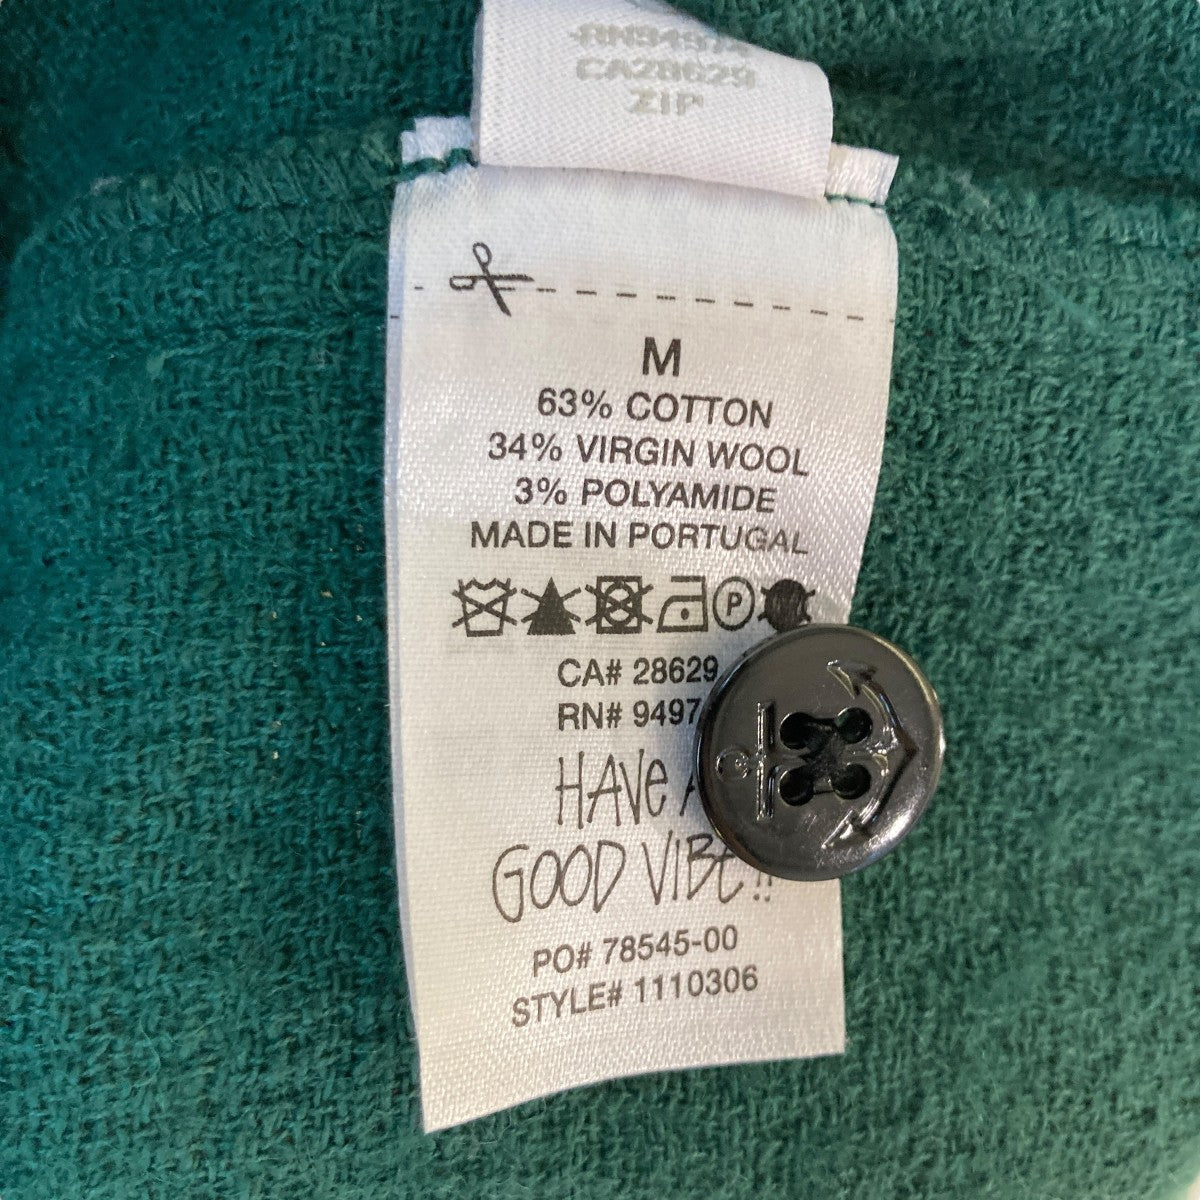 CA28629
ZIP
M
63% COTTON
34% VIRGIN WOOL
3% POLYAMIDE
MADE IN PORTUGAL
P
CA# 28629
RN# 9497
HAVE A
GOOD VIBE!!
PO# 78545-00
STYLE# 1110306